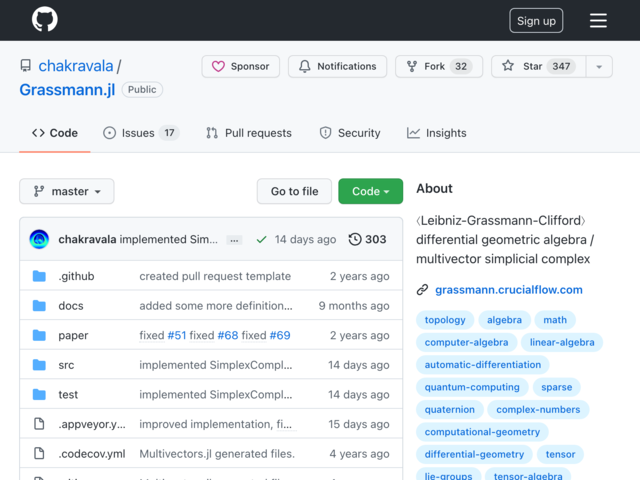 Sign up
chakravala /
Grassmann.jl Public
Sponsor
Notifications
Fork 32
Star 347
Code
Issues 17
Pull requests
Security
Insights
master
Go to file
Code
chakravala implemented Sim... ... 14 days ago 303
.github created pull request template 2 years ago
docs added some more definition... 9 months ago
paper fixed #51 fixed #68 fixed #69 2 years ago
src implemented SimplexCompl... 14 days ago
test implemented SimplexCompl... 14 days ago
.appveyor.y... improved implementation, fi... 15 days ago
.codecov.yml Multivectors.jl generated files. 4 years ago
About
〈Leibniz-Grassmann-Clifford〉
differential geometric algebra /
multivector simplicial complex
grassmann.crucialflow.com
topology algebra math
computer-algebra linear-algebra
automatic-differentiation
quantum-computing sparse
quaternion complex-numbers
computational-geometry
differential-geometry tensor
lie-groups tensor-algebra